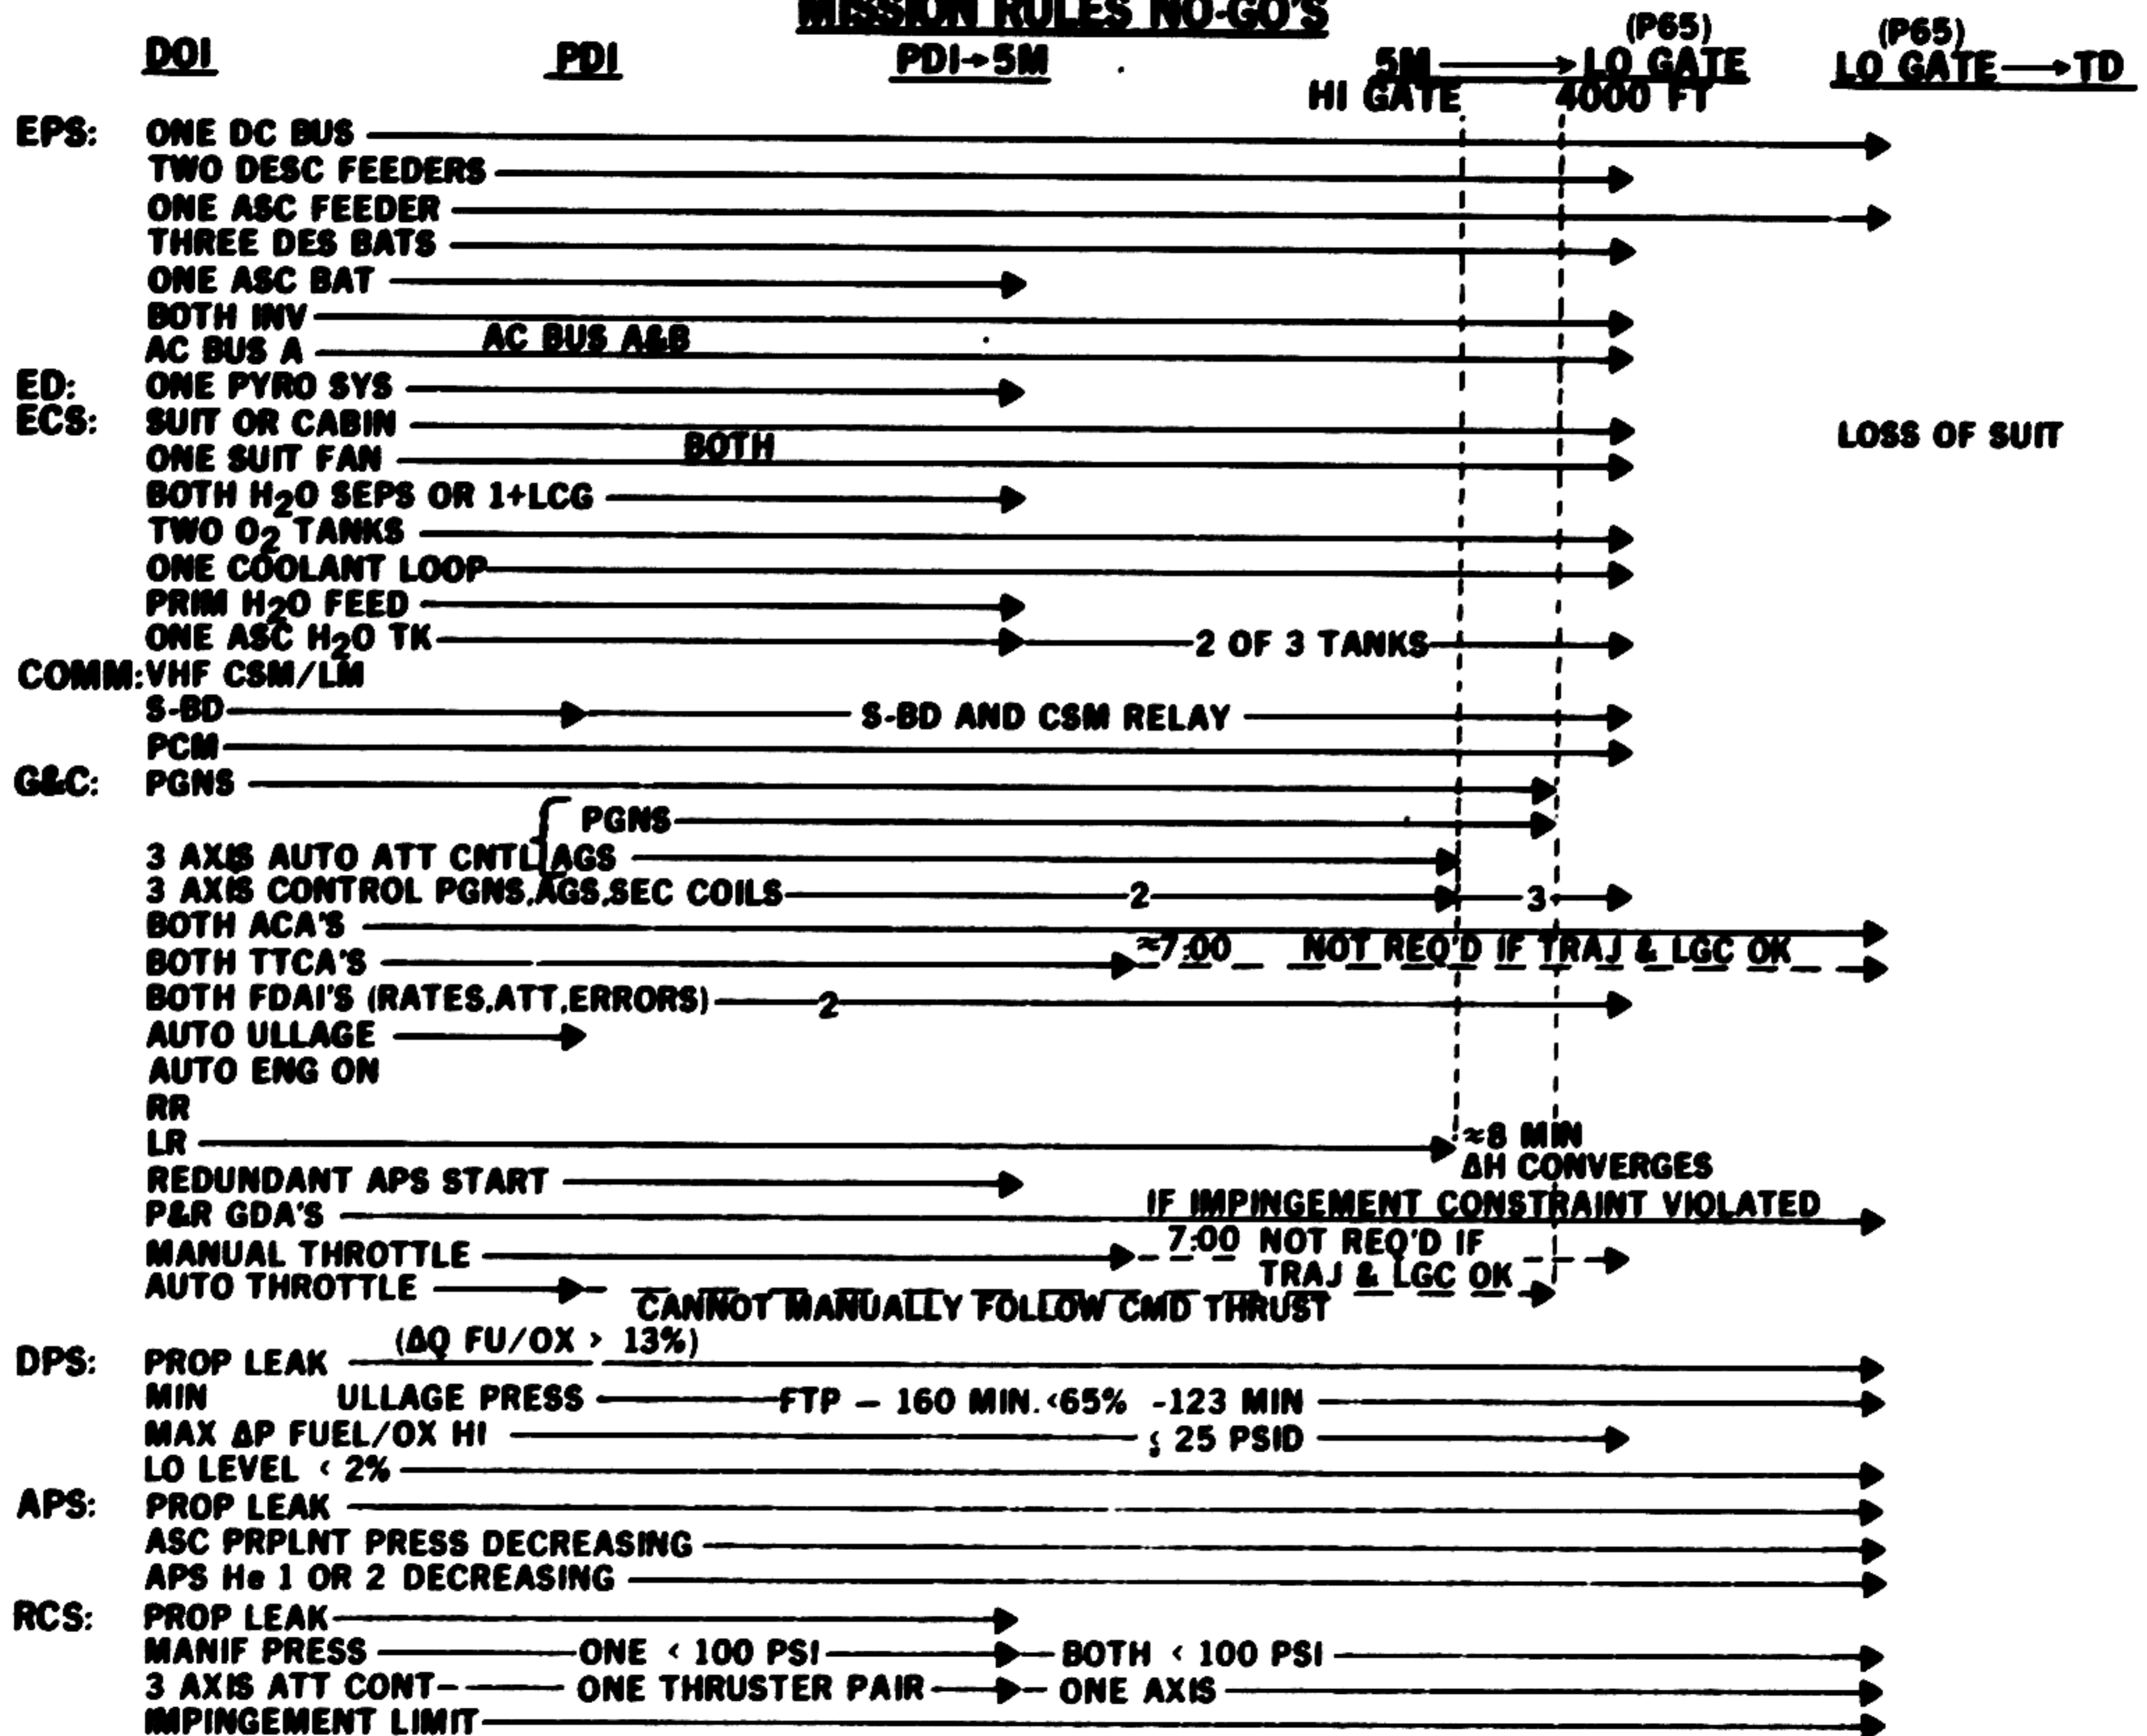 MISSION RULES NO-GO'S
(P65) (P65)
DOI PDI PDI→5M 5M→LO GATE LO GATE→TD
HI GATE 4000 FT
EPS: ONE DC BUS
TWO DESC FEEDERS
ONE ASC FEEDER
THREE DES BATS
ONE ASC BAT
BOTH INV
AC BUS A AC BUS A&B
ED: ONE PYRO SYS
ECS: SUIT OR CABIN LOSS OF SUIT
ONE SUIT FAN BOTH
BOTH H₂O SEPS OR 1+LCG
TWO O₂ TANKS
ONE COOLANT LOOP
PRIM H₂O FEED
ONE ASC H₂O TK 2 OF 3 TANKS
COMM: VHF CSM/LM
S-BD S-BD AND CSM RELAY
PCM
G&C: PGNS
PGNS
3 AXIS AUTO ATT CNTL AGS
3 AXIS CONTROL PGNS,AGS,SEC COILS 2 3
BOTH ACA'S
BOTH TTCA'S ≈7:00 NOT REQ'D IF TRAJ & LGC OK
BOTH FDAI'S (RATES,ATT,ERRORS) 2
AUTO ULLAGE
AUTO ENG ON
RR
LR ≈8 MIN
ΔH CONVERGES
REDUNDANT APS START
P&R GDA'S IF IMPINGEMENT CONSTRAINT VIOLATED
MANUAL THROTTLE 7:00 NOT REQ'D IF
TRAJ & LGC OK
AUTO THROTTLE CANNOT MANUALLY FOLLOW CMD THRUST
(ΔQ FU/OX > 13%)
DPS: PROP LEAK
MIN ULLAGE PRESS FTP – 160 MIN. <65% -123 MIN
MAX ΔP FUEL/OX HI ≤ 25 PSID
LO LEVEL < 2%
APS: PROP LEAK
ASC PRPLNT PRESS DECREASING
APS He 1 OR 2 DECREASING
RCS: PROP LEAK
MANIF PRESS ONE < 100 PSI BOTH < 100 PSI
3 AXIS ATT CONT ONE THRUSTER PAIR ONE AXIS
IMPINGEMENT LIMIT